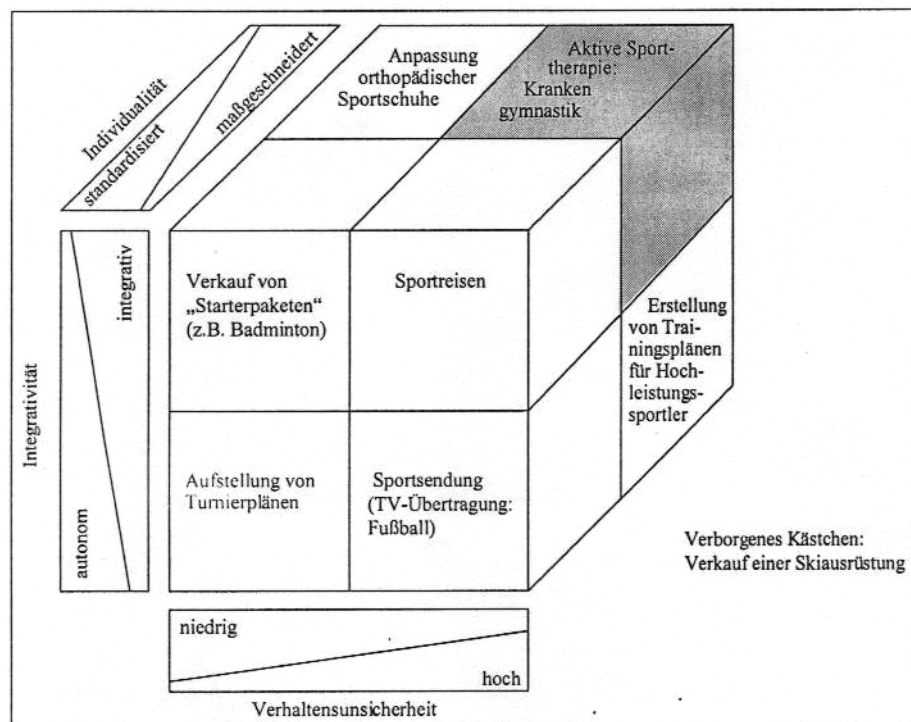 Individualität
standardisiert
maßgeschneidert
Anpassung
orthopädischer
Sportschuhe
Aktive Sport-
therapie:
Kranken
gymnastik
Integrativität
integrativ
autonom
Verkauf von
„Starterpaketen“
(z.B. Badminton)
Sportreisen
Erstellung
von Trai-
ningsplänen
für Hoch-
leistungs-
sportler
Aufstellung von
Turnierplänen
Sportsendung
(TV-Übertragung:
Fußball)
Verborgenes Kästchen:
Verkauf einer Skiausrüstung
niedrig
hoch
Verhaltensunsicherheit